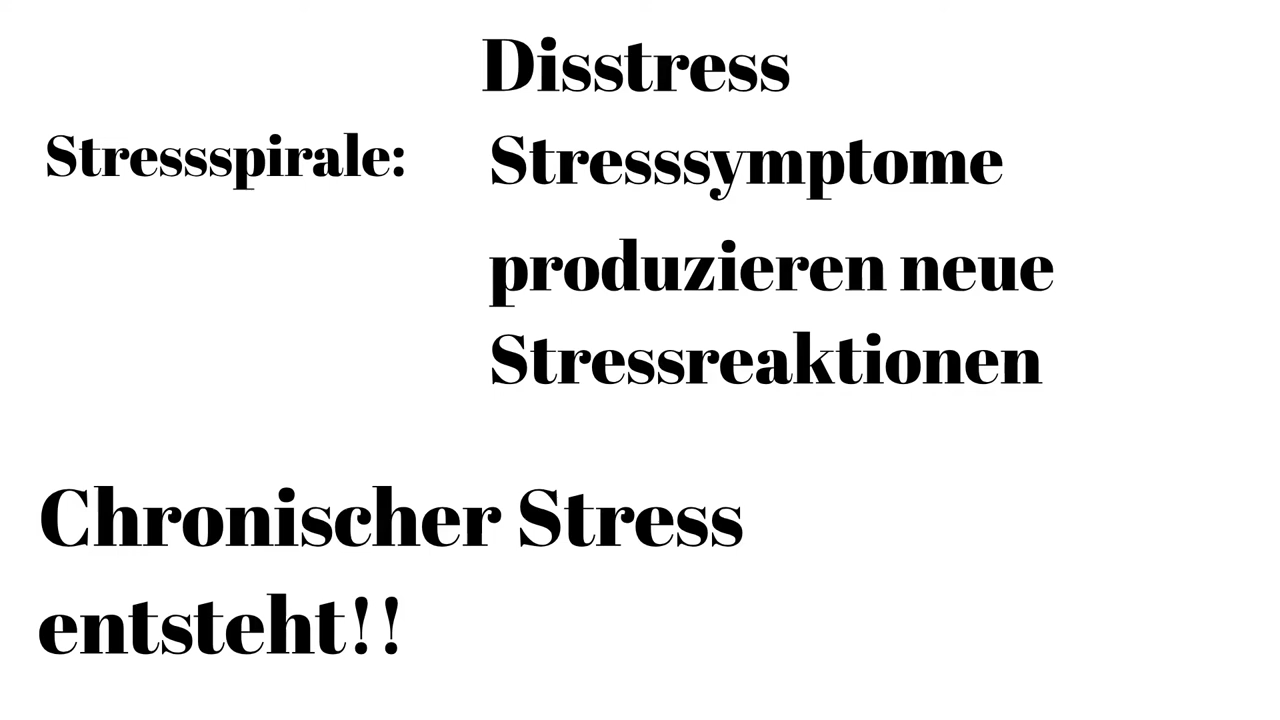 Disstress
Stressspirale: Stresssymptome
produzieren neue
Stressreaktionen
Chronischer Stress
entsteht!!